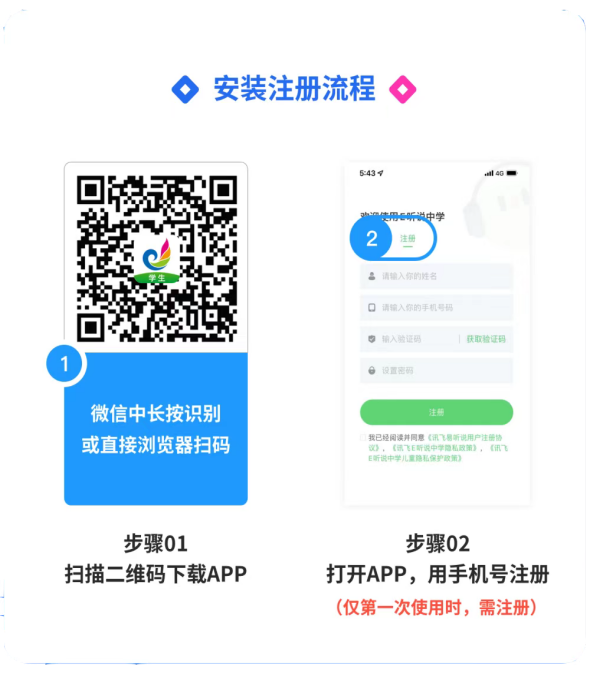 安装注册流程
学生
1
微信中长按识别
或直接浏览器扫码
步骤01
扫描二维码下载APP
5:43
4G
欢迎使用E听说中学
2
注册
请输入你的姓名
请输入你的手机号码
输入验证码 获取验证码
设置密码
注册
我已经阅读并同意《讯飞易听说用户注册协
议》，《讯飞E听说中学隐私政策》，《讯飞
E听说中学儿童隐私保护政策》
步骤02
打开APP，用手机号注册
（仅第一次使用时，需注册）